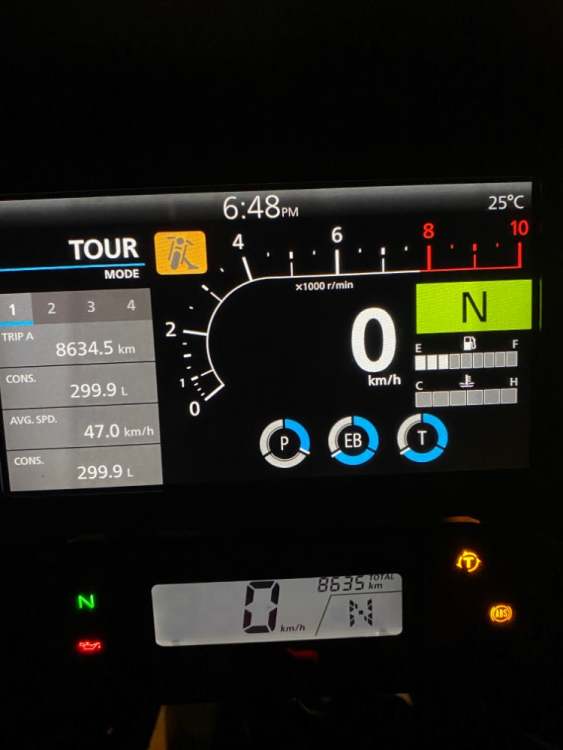 6:48PM
25°C
TOUR
MODE
4
6
8
10
x1000 r/min
1 2 3 4
N
TRIP A
8634.5 km
2
1
0
0
km/h
E F
C H
CONS.
299.9 L
AVG. SPD.
47.0 km/h
P
EB
T
CONS.
299.9 L
8635 TOTAL km
N
0 km/h
N
T
ABS